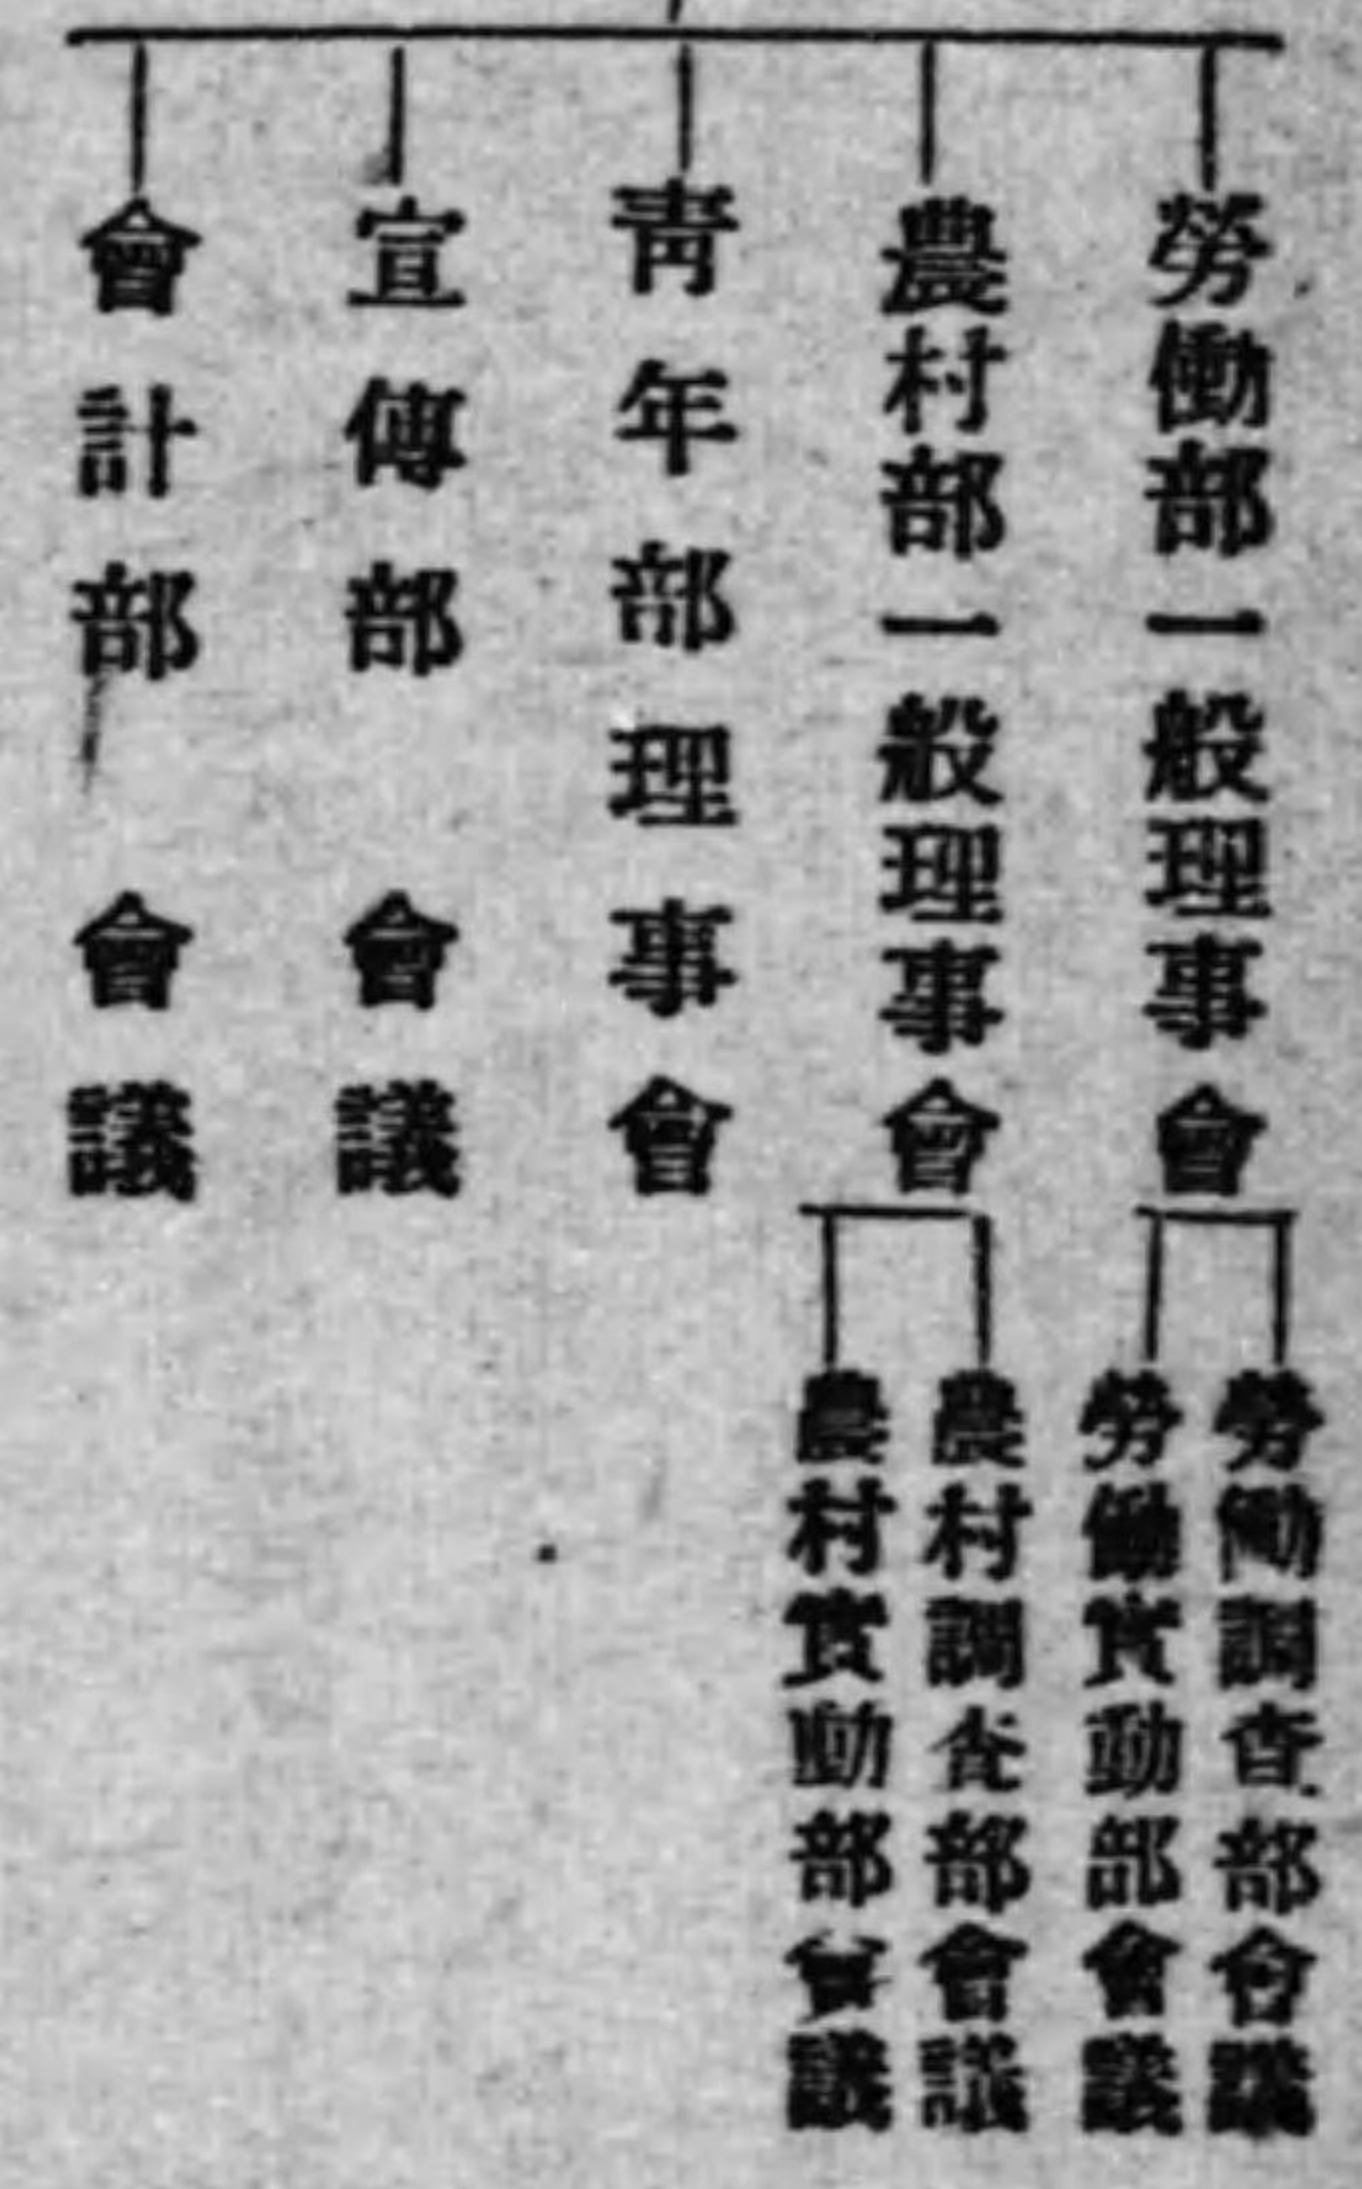 勞働部一般理事會
勞働調査部會議
勞働實動部會議
農村部一般理事會
農村調査部會議
農村實動部會議
靑年部理事會
宣傳部會議
會計部會議